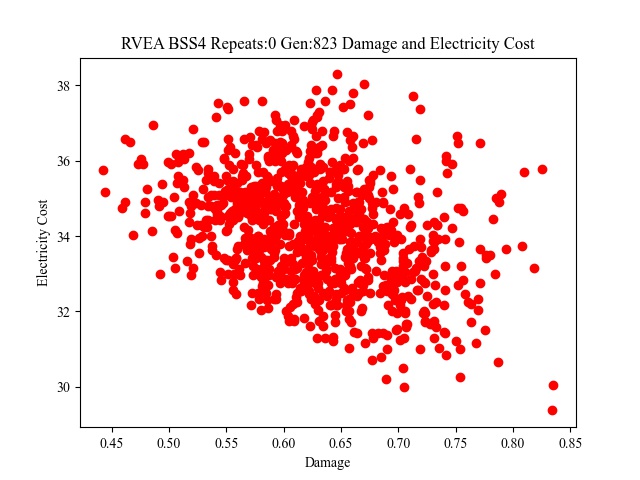 RVEA BSS4 Repeats:0 Gen:823 Damage and Electricity Cost
38
36
34
32
30
Electricity Cost
0.45 0.50 0.55 0.60 0.65 0.70 0.75 0.80 0.85
Damage